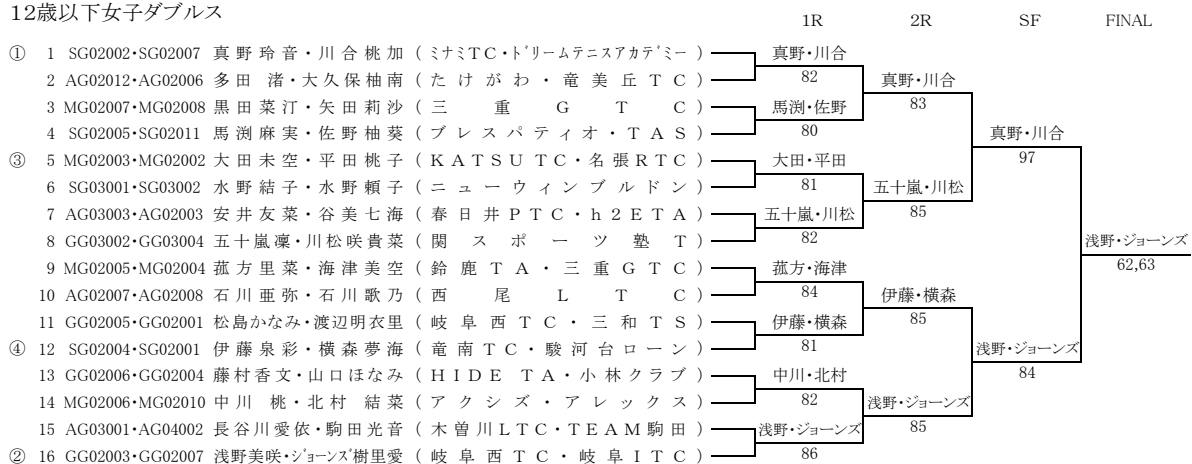 12歳以下女子ダブルス
1R 2R SF FINAL
① 1 SG02002・SG02007 真野玲音・川合桃加 (ミナミTC・ドリームテニスアカデミー)
2 AG02012・AG02006 多田 渚・大久保柚南 (たけがわ・竜美丘TC)
3 MG02007・MG02008 黒田菜汀・矢田莉沙 (三重GTC)
4 SG02005・SG02011 馬渕麻実・佐野柚葵 (ブレスパティオ・TAS)
③ 5 MG02003・MG02002 大田未空・平田桃子 (KATSU TC・名張RTC)
6 SG03001・SG03002 水野結子・水野頼子 (ニューウィンブルドン)
7 AG03003・AG02003 安井友菜・谷美七海 (春日井PTC・h2ETA)
8 GG03002・GG03004 五十嵐凜・川松咲貴菜 (関スポーツ塾T)
9 MG02005・MG02004 菰方里菜・海津美空 (鈴鹿TA・三重GTC)
10 AG02007・AG02008 石川亜弥・石川歌乃 (西尾LTC)
11 GG02005・GG02001 松島かなみ・渡辺明衣里 (岐阜西TC・三和TS)
④ 12 SG02004・SG02001 伊藤泉彩・横森夢海 (竜南TC・駿河台ローン)
13 GG02006・GG02004 藤村香文・山口ほなみ (HIDE TA・小林クラブ)
14 MG02006・MG02010 中川 桃・北村 結菜 (アクシズ・アレックス)
15 AG03001・AG04002 長谷川愛依・駒田光音 (木曽川LTC・TEAM駒田)
② 16 GG02003・GG02007 浅野美咲・ジョーンズ樹里愛 (岐阜西TC・岐阜ITC)
真野・川合
82
馬渕・佐野
80
大田・平田
81
五十嵐・川松
82
菰方・海津
84
伊藤・横森
81
中川・北村
82
浅野・ジョーンズ
86
真野・川合
83
五十嵐・川松
85
伊藤・横森
85
浅野・ジョーンズ
85
真野・川合
97
浅野・ジョーンズ
84
浅野・ジョーンズ
62,63